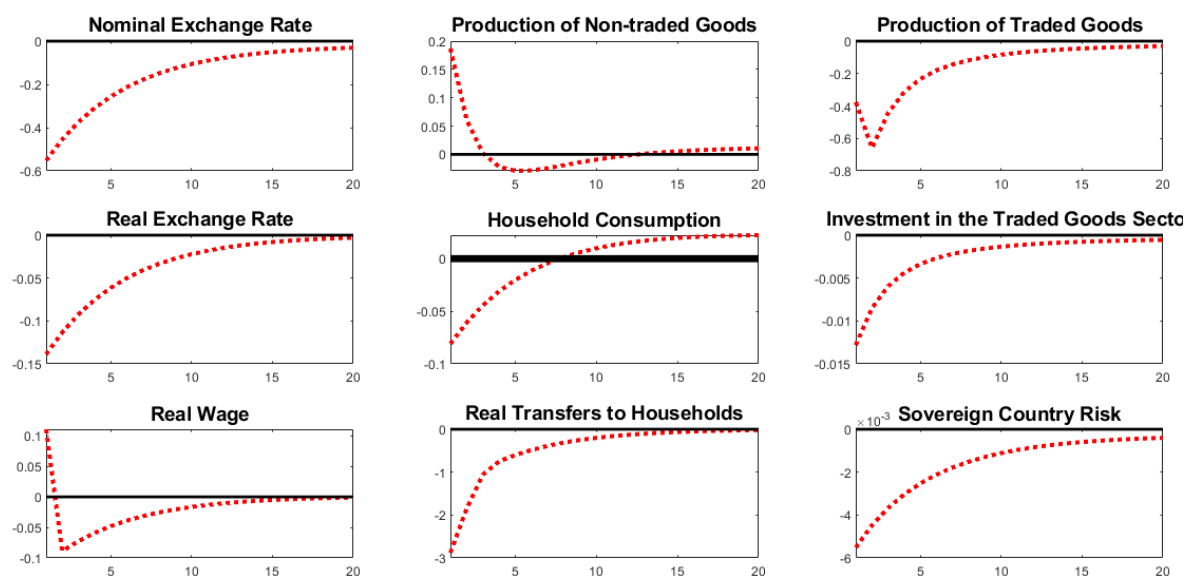 Nominal Exchange Rate
0
-0.2
-0.4
-0.6
5 10 15 20
Production of Non-traded Goods
0.2
0.15
0.1
0.05
0
5 10 15 20
Production of Traded Goods
0
-0.2
-0.4
-0.6
-0.8
5 10 15 20
Real Exchange Rate
0
-0.05
-0.1
-0.15
5 10 15 20
Household Consumption
0
-0.05
-0.1
5 10 15 20
Investment in the Traded Goods Secto
0
-0.005
-0.01
-0.015
5 10 15 20
Real Wage
0.1
0.05
0
-0.05
-0.1
5 10 15 20
Real Transfers to Households
0
-1
-2
-3
5 10 15 20
Sovereign Country Risk
×10⁻³
0
-2
-4
-6
5 10 15 20